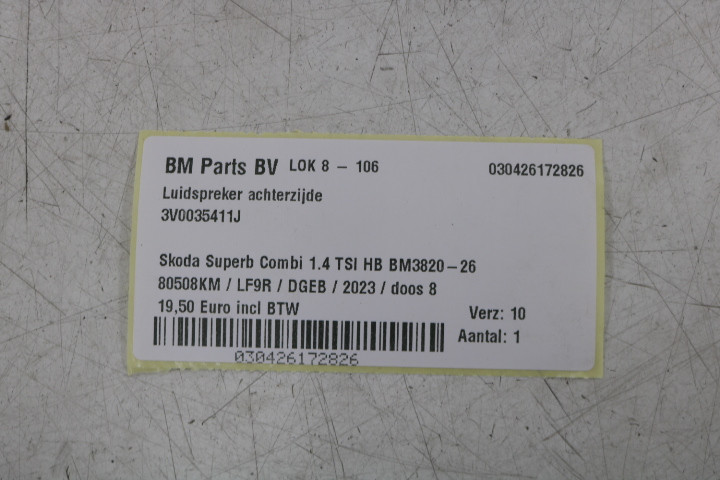 BM Parts BV LOK 8 – 106 030426172826
Luidspreker achterzijde
3V0035411J
Skoda Superb Combi 1.4 TSI HB BM3820–26
80508KM / LF9R / DGEB / 2023 / doos 8
19,50 Euro incl BTW Verz: 10
Aantal: 1
030426172826